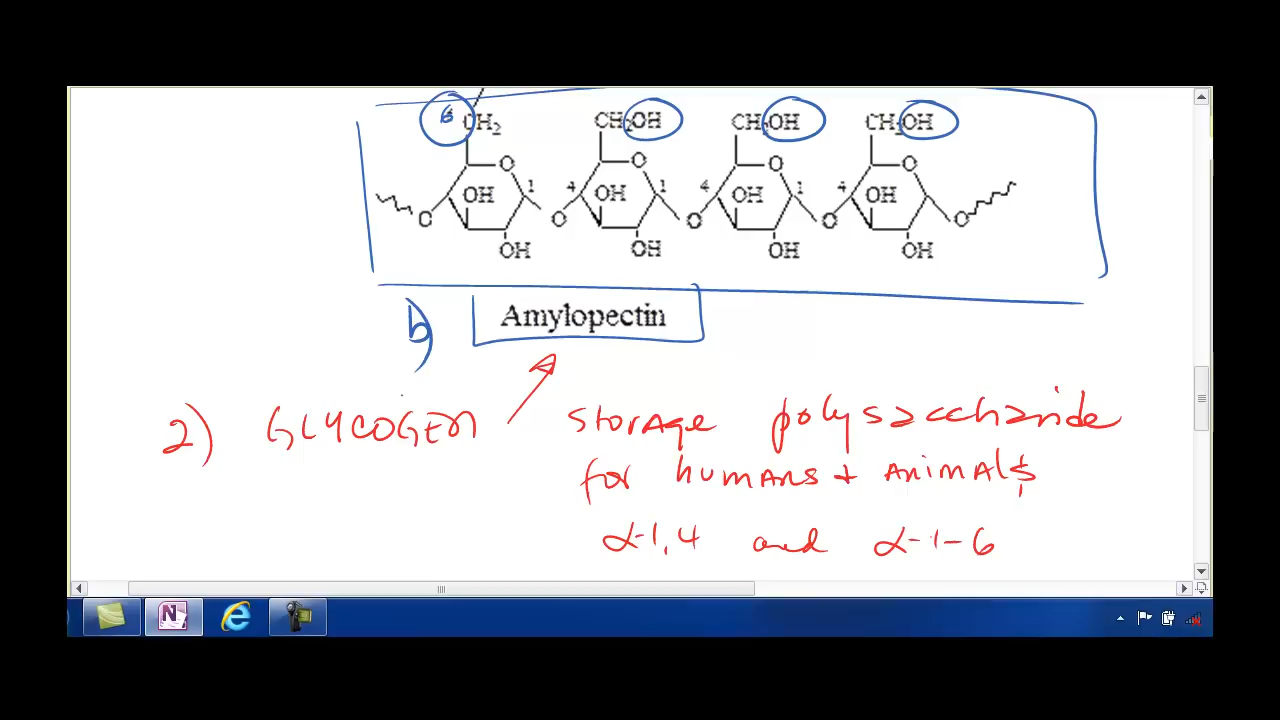 6
CH2 CH2OH CH2OH CH2OH
O O O O
OH 1 4 OH 1 4 OH 1 4 OH
O O O O O
OH OH OH OH
b) Amylopectin
2) GLYCOGEN storage polysaccharide
for humans + animals
α-1,4 and α-1-6